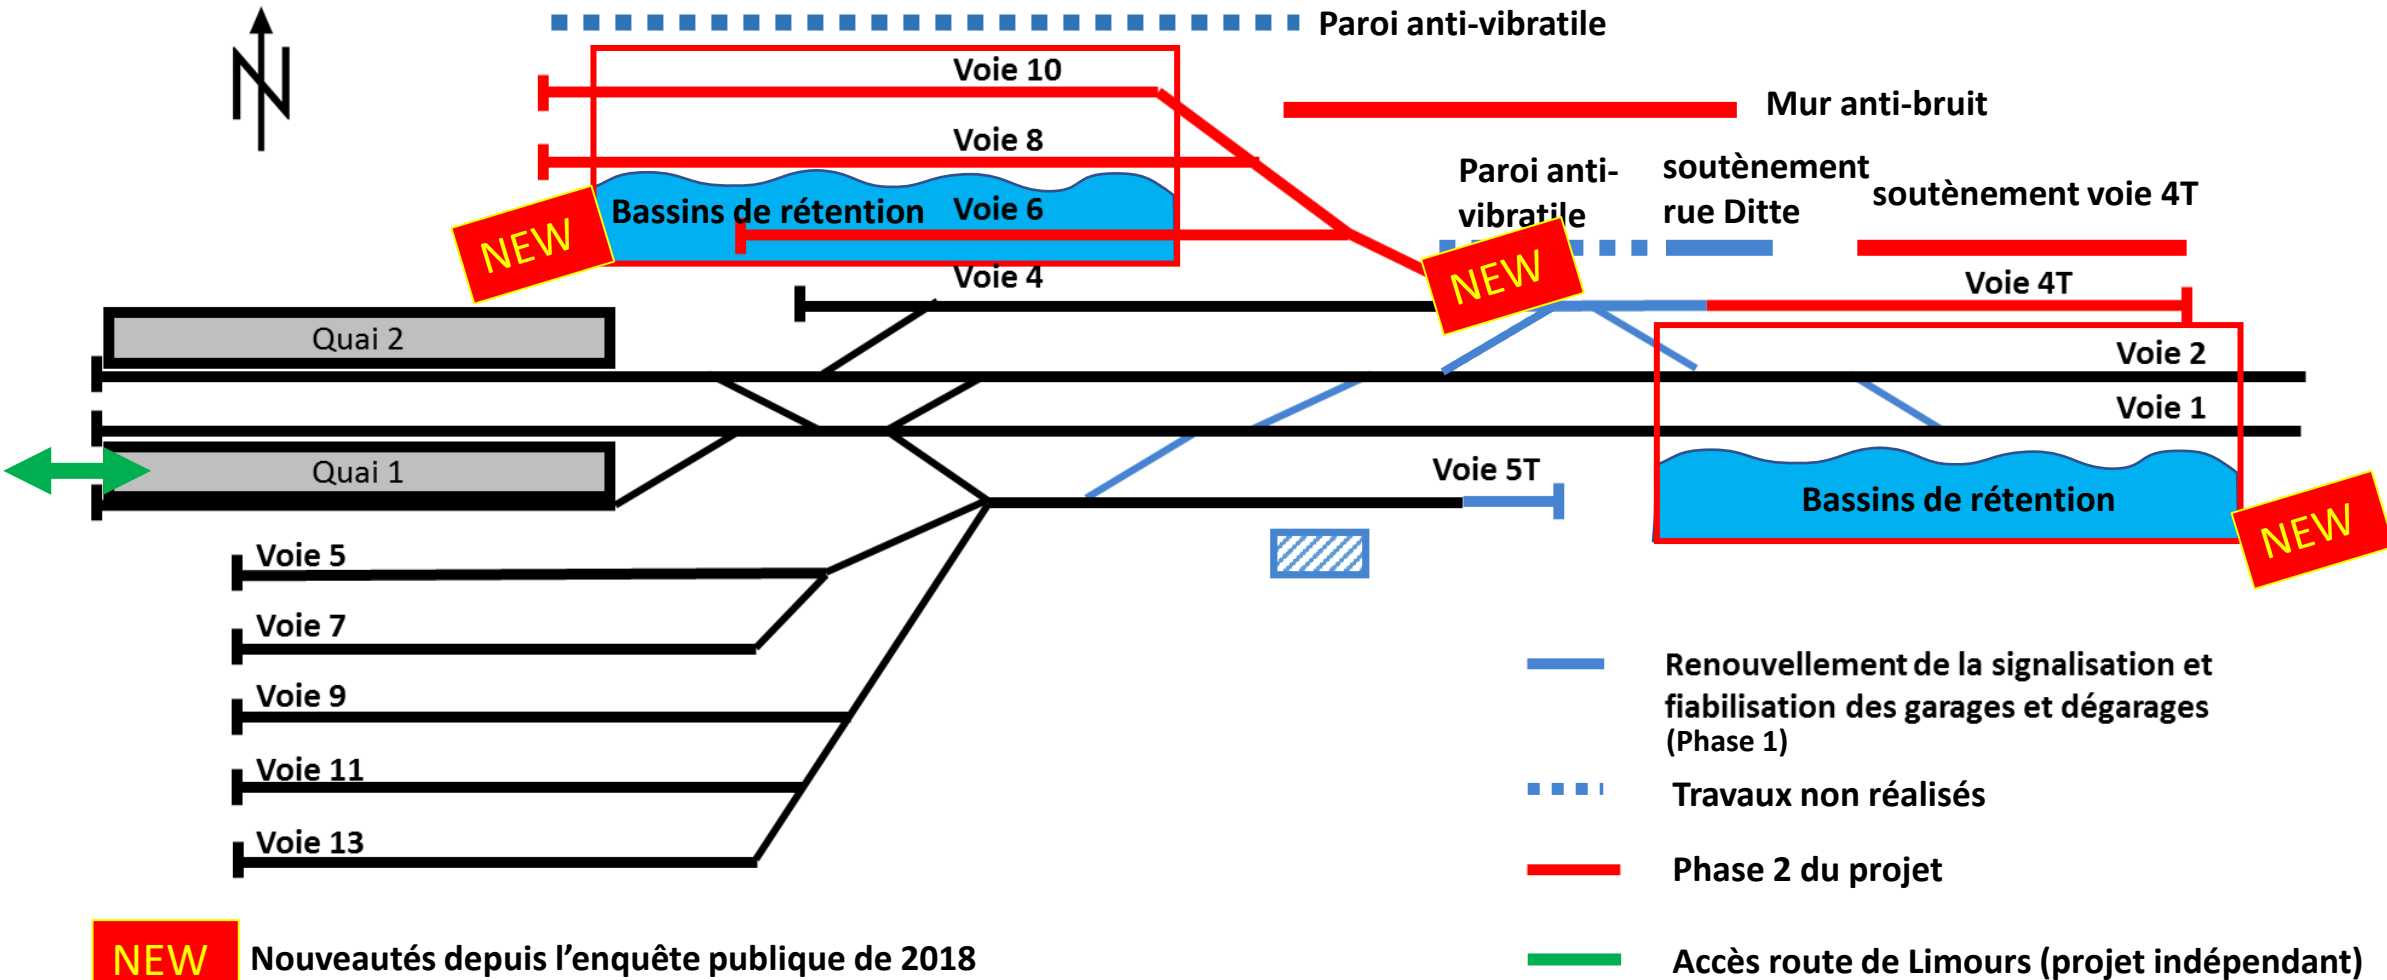 N
Paroi anti-vibratile
Voie 10
Mur anti-bruit
Voie 8
Paroi anti-
vibratile
soutènement
rue Ditte
soutènement voie 4T
NEW
Bassins de rétention
Voie 6
NEW
Voie 4
Voie 4T
Quai 2
Voie 2
Voie 1
Quai 1
Voie 5T
Bassins de rétention
NEW
Voie 5
Voie 7
Voie 9
Voie 11
Voie 13
Renouvellement de la signalisation et
fiabilisation des garages et dégarages
(Phase 1)
Travaux non réalisés
Phase 2 du projet
NEW Nouveautés depuis l’enquête publique de 2018
Accès route de Limours (projet indépendant)